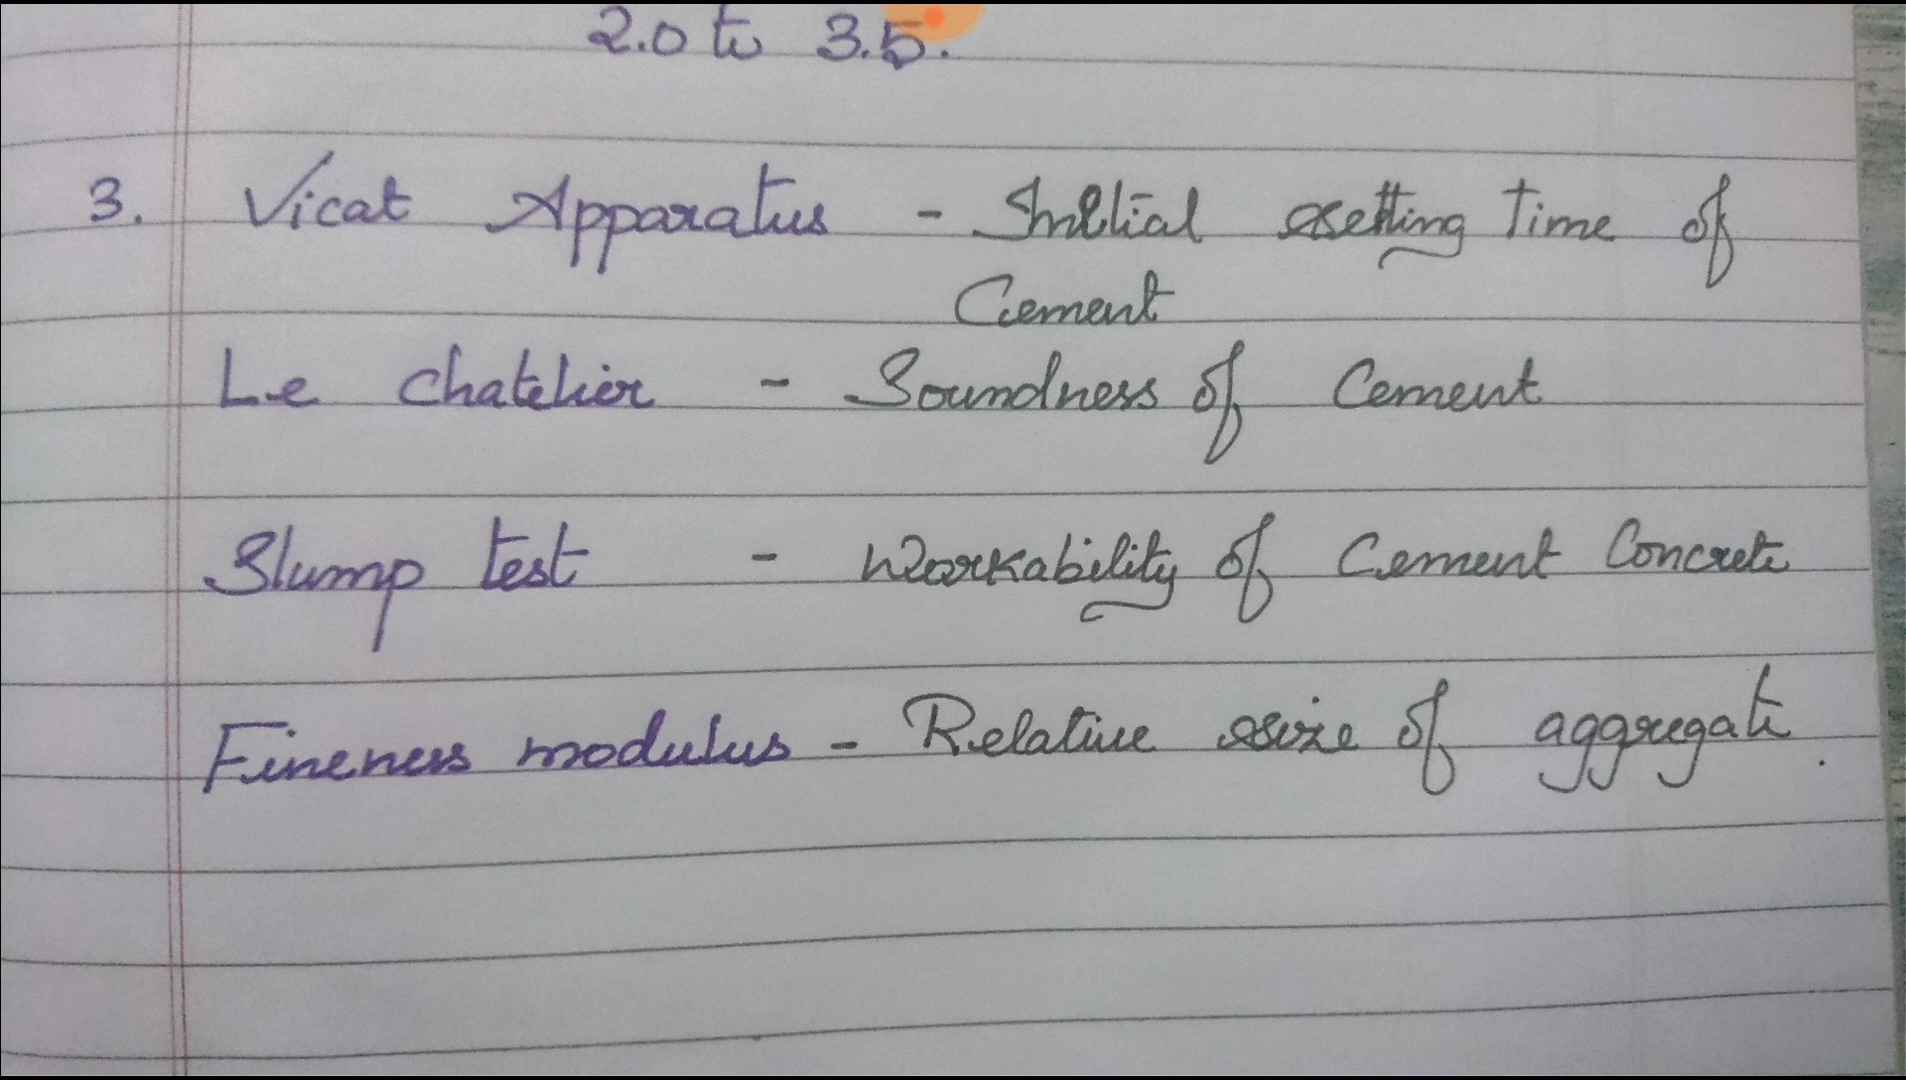 2.0 to 3.5.
3. Vicat Apparatus - Initial setting Time of
Cement
Le chatelier - Soundness of Cement
Slump test - Workability of Cement Concrete
Fineness modulus - Relative size of aggregate.